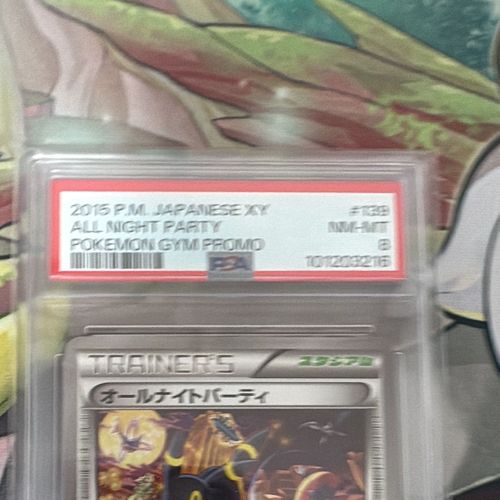 2015 P.M. JAPANESE XY #139
ALL NIGHT PARTY NM-MT
POKEMON GYM PROMO 8
PSA 101203216
TRAINER'S スタジアム
オールナイトパーティ